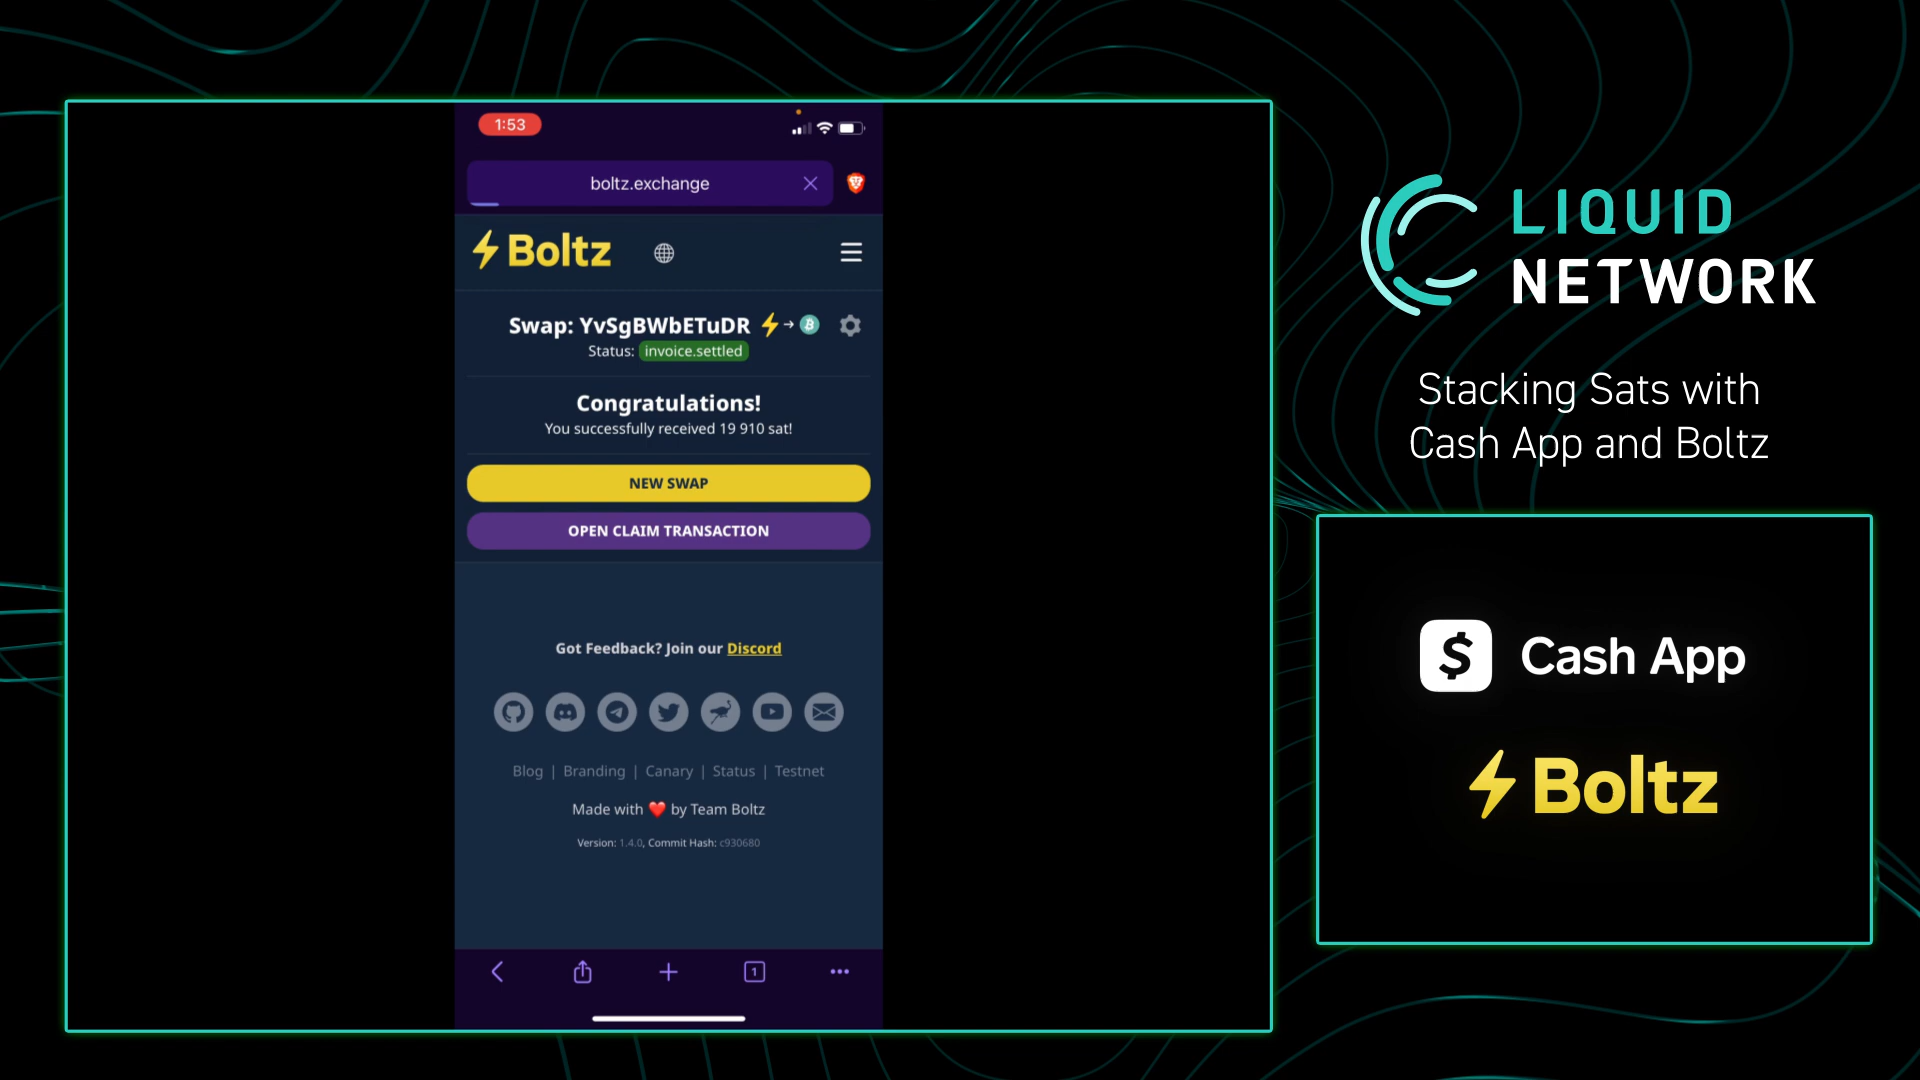 1:53
boltz.exchange
Boltz
Swap: YvSgBWbETuDR
Status: invoice.settled
Congratulations!
You successfully received 19 910 sat!
NEW SWAP
OPEN CLAIM TRANSACTION
Got Feedback? Join our Discord
Blog | Branding | Canary | Status | Testnet
Made with ❤️ by Team Boltz
Version: 1.4.0, Commit Hash: c930680
1
LIQUID
NETWORK
Stacking Sats with
Cash App and Boltz
$ Cash App
Boltz